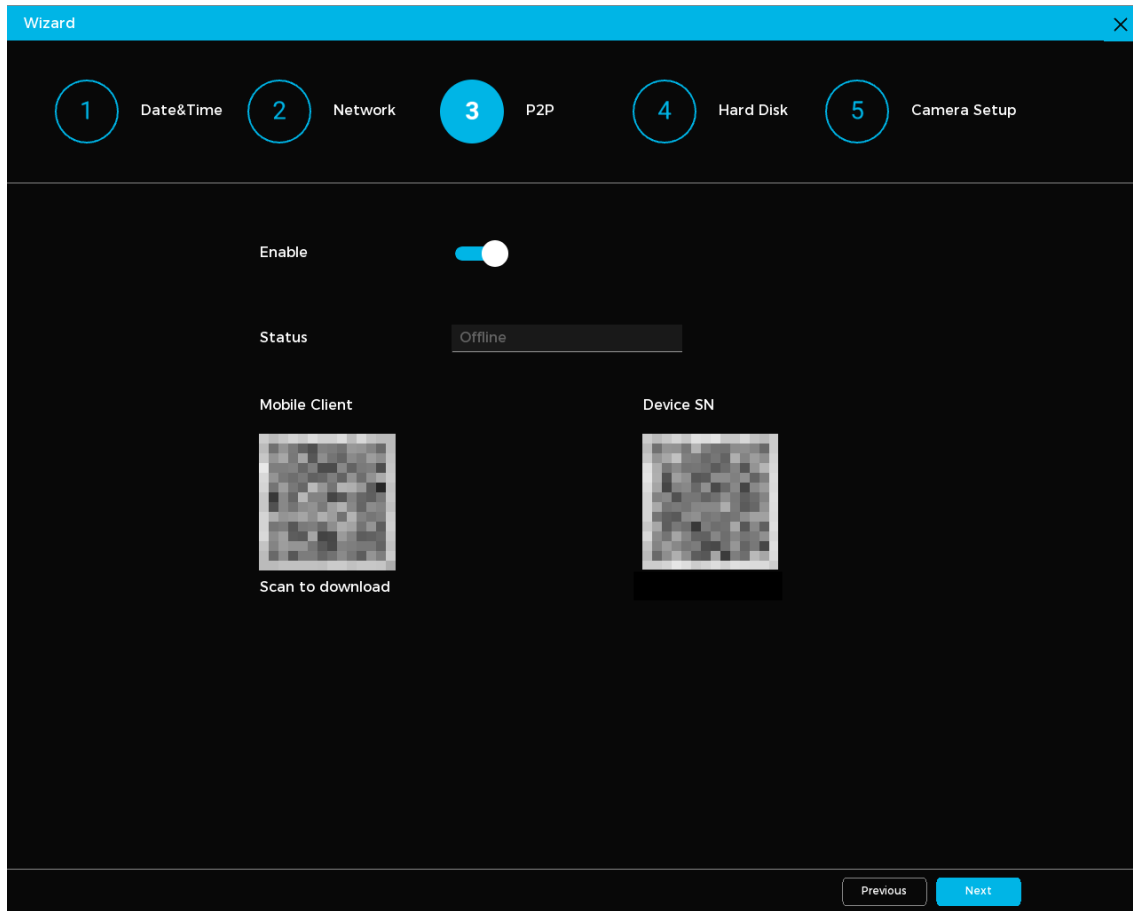 Wizard
1 Date&Time 2 Network 3 P2P 4 Hard Disk 5 Camera Setup
Enable
Status Offline
Mobile Client Device SN
Scan to download
Previous Next